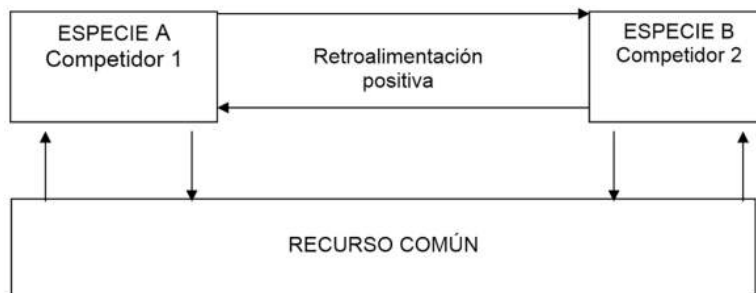 ESPECIE A
Competidor 1
Retroalimentación
positiva
ESPECIE B
Competidor 2
RECURSO COMÚN